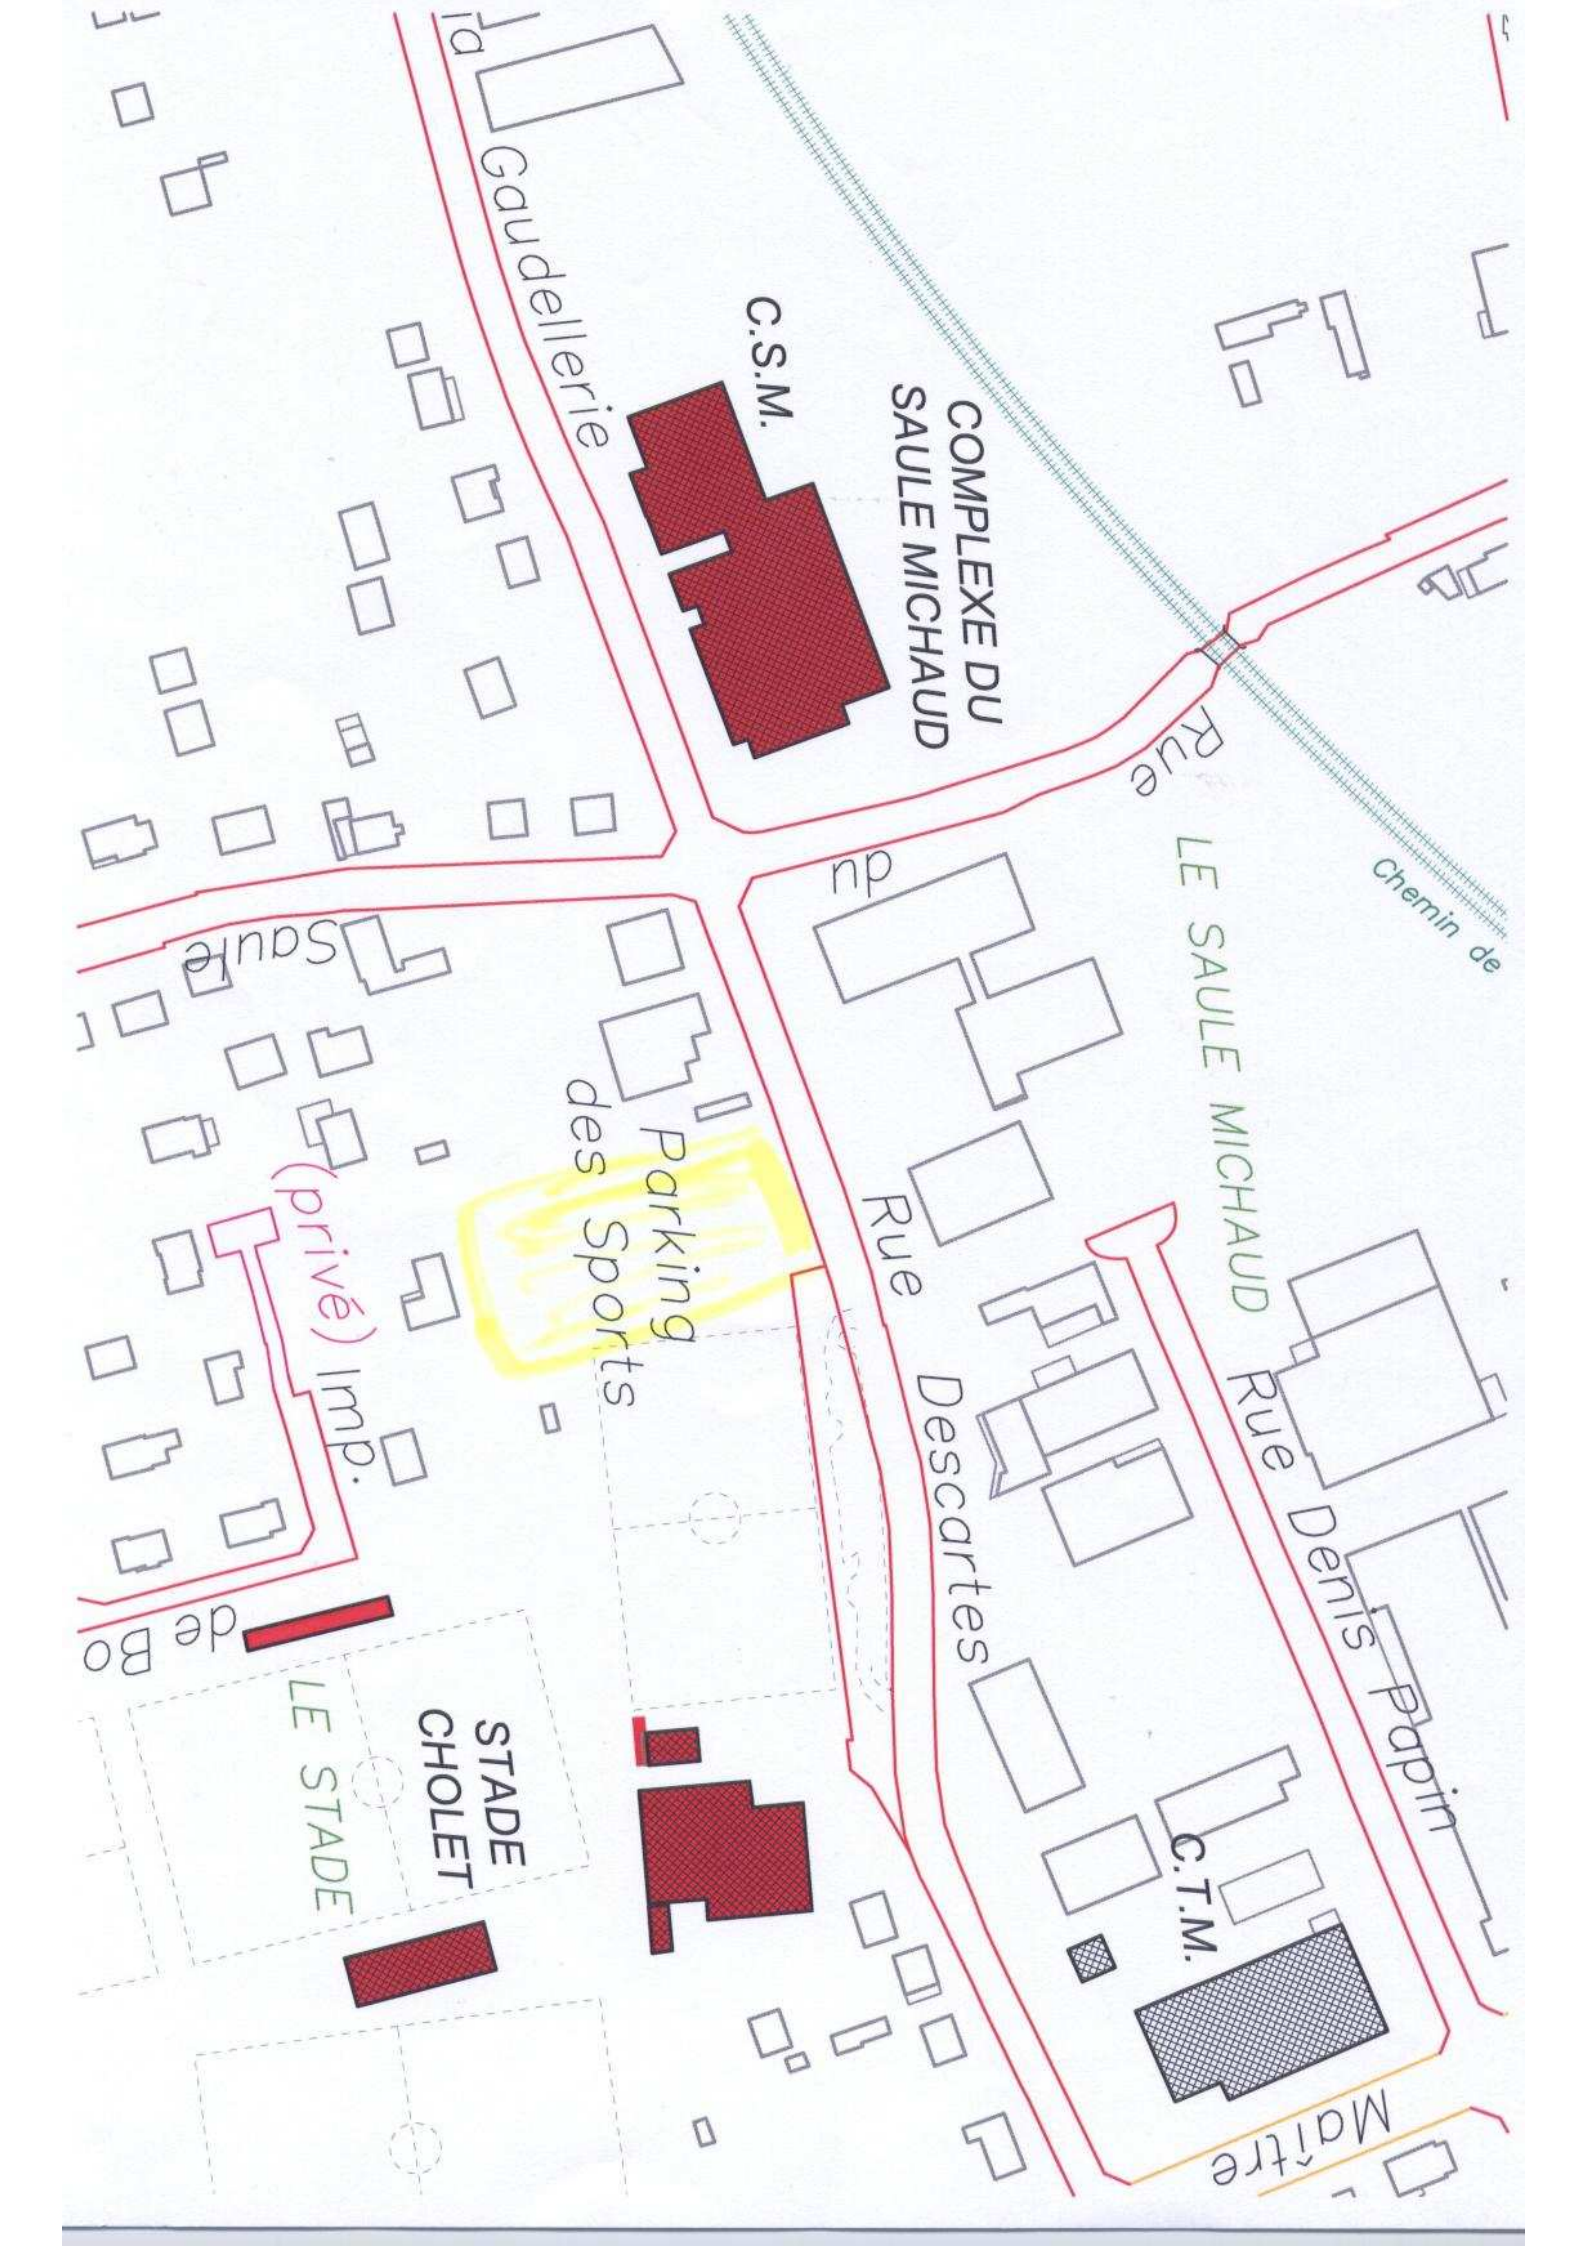 la Gaudellerie
C.S.M.
COMPLEXE DU
SAULE MICHAUD
Rue
du
Saule
LE SAULE MICHAUD
Chemin de
Parking
des Sports
Rue Descartes
Rue Denis Papin
(privé) Imp.
de Bo
LE STADE
STADE
CHOLET
C.T.M.
Maître